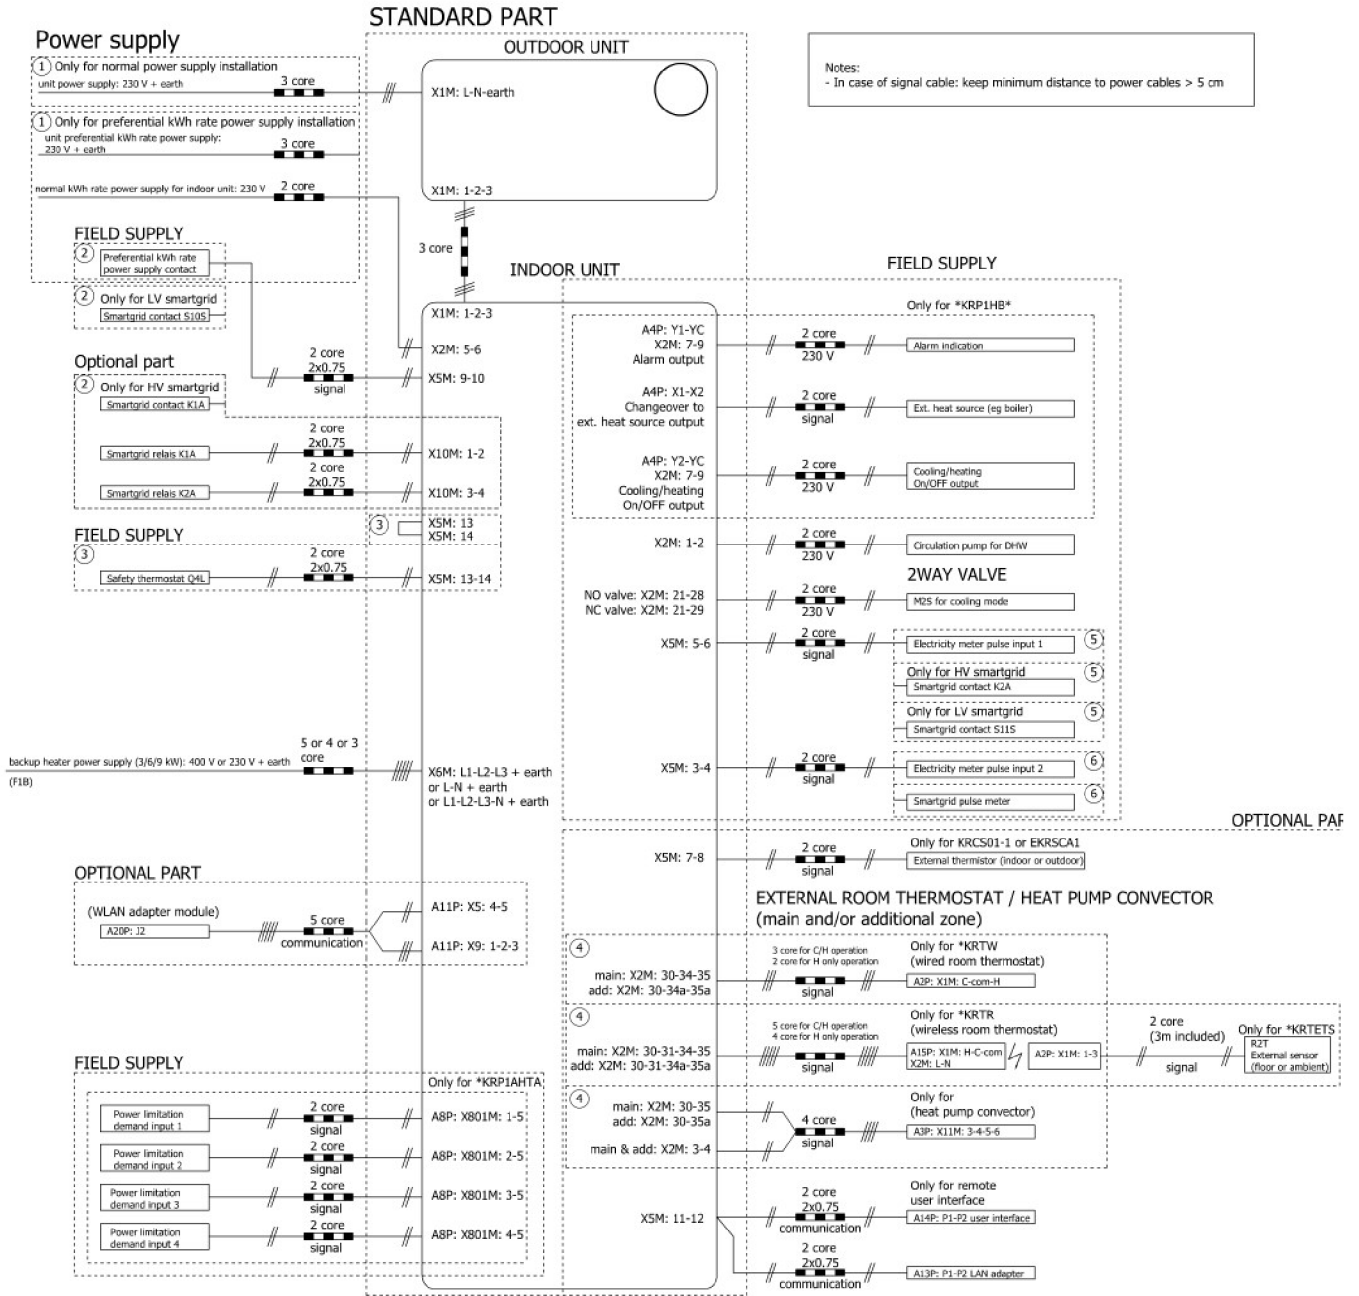 STANDARD PART
Power supply
① Only for normal power supply installation
unit power supply: 230 V + earth
3 core
① Only for preferential kWh rate power supply installation
unit preferential kWh rate power supply:
230 V + earth
3 core
normal kWh rate power supply for indoor unit: 230 V
2 core
OUTDOOR UNIT
X1M: L-N-earth
X1M: 1-2-3
3 core
Notes:
- In case of signal cable: keep minimum distance to power cables > 5 cm
FIELD SUPPLY
②
Preferential kWh rate
power supply contact
② Only for LV smartgrid
Smartgrid contact S10S
Optional part
② Only for HV smartgrid
Smartgrid contact K1A
2 core
2x0.75
signal
Smartgrid relais K1A
2 core
2x0.75
Smartgrid relais K2A
2 core
2x0.75
FIELD SUPPLY
③
Safety thermostat Q4L
2 core
2x0.75
INDOOR UNIT
X1M: 1-2-3
X2M: 5-6
X5M: 9-10
X10M: 1-2
X10M: 3-4
③
X5M: 13
X5M: 14
X5M: 13-14
backup heater power supply (3/6/9 kW): 400 V or 230 V + earth
(F1B)
5 or 4 or 3
core
X6M: L1-L2-L3 + earth
or L-N + earth
or L1-L2-L3-N + earth
OPTIONAL PART
(WLAN adapter module)
A20P: J2
5 core
communication
A11P: X5: 4-5
A11P: X9: 1-2-3
FIELD SUPPLY
Only for *KRP1AHTA
Power limitation
demand input 1
2 core
signal
A8P: X801M: 1-5
Power limitation
demand input 2
2 core
signal
A8P: X801M: 2-5
Power limitation
demand input 3
2 core
signal
A8P: X801M: 3-5
Power limitation
demand input 4
2 core
signal
A8P: X801M: 4-5
FIELD SUPPLY
Only for *KRP1HB*
A4P: Y1-YC
X2M: 7-9
Alarm output
2 core
230 V
Alarm indication
A4P: X1-X2
Changeover to
ext. heat source output
2 core
signal
Ext. heat source (eg boiler)
A4P: Y2-YC
X2M: 7-9
Cooling/heating
On/OFF output
2 core
230 V
Cooling/heating
On/OFF output
X2M: 1-2
2 core
230 V
Circulation pump for DHW
2WAY VALVE
NO valve: X2M: 21-28
NC valve: X2M: 21-29
2 core
230 V
M2S for cooling mode
X5M: 5-6
2 core
signal
Electricity meter pulse input 1
⑤
Only for HV smartgrid
⑤
Smartgrid contact K2A
Only for LV smartgrid
⑤
Smartgrid contact S11S
X5M: 3-4
2 core
signal
Electricity meter pulse input 2
⑥
Smartgrid pulse meter
⑥
OPTIONAL PAR
X5M: 7-8
2 core
signal
Only for KRCS01-1 or EKRSCA1
External thermistor (indoor or outdoor)
EXTERNAL ROOM THERMOSTAT / HEAT PUMP CONVECTOR
(main and/or additional zone)
④
main: X2M: 30-34-35
add: X2M: 30-34a-35a
3 core for C/H operation
2 core for H only operation
signal
Only for *KRTW
(wired room thermostat)
A2P: X1M: C-com-H
④
main: X2M: 30-31-34-35
add: X2M: 30-31-34a-35a
5 core for C/H operation
4 core for H only operation
signal
Only for *KRTR
(wireless room thermostat)
A15P: X1M: H-C-com
X2M: L-N
A2P: X1M: 1-3
2 core
(3m included)
signal
Only for *KRTETS
R2T
External sensor
(floor or ambient)
④
main: X2M: 30-35
add: X2M: 30-35a
main & add: X2M: 3-4
4 core
signal
Only for
(heat pump convector)
A3P: X11M: 3-4-5-6
X5M: 11-12
2 core
2x0.75
communication
Only for remote
user interface
A14P: P1-P2 user interface
2 core
2x0.75
communication
A13P: P1-P2 LAN adapter